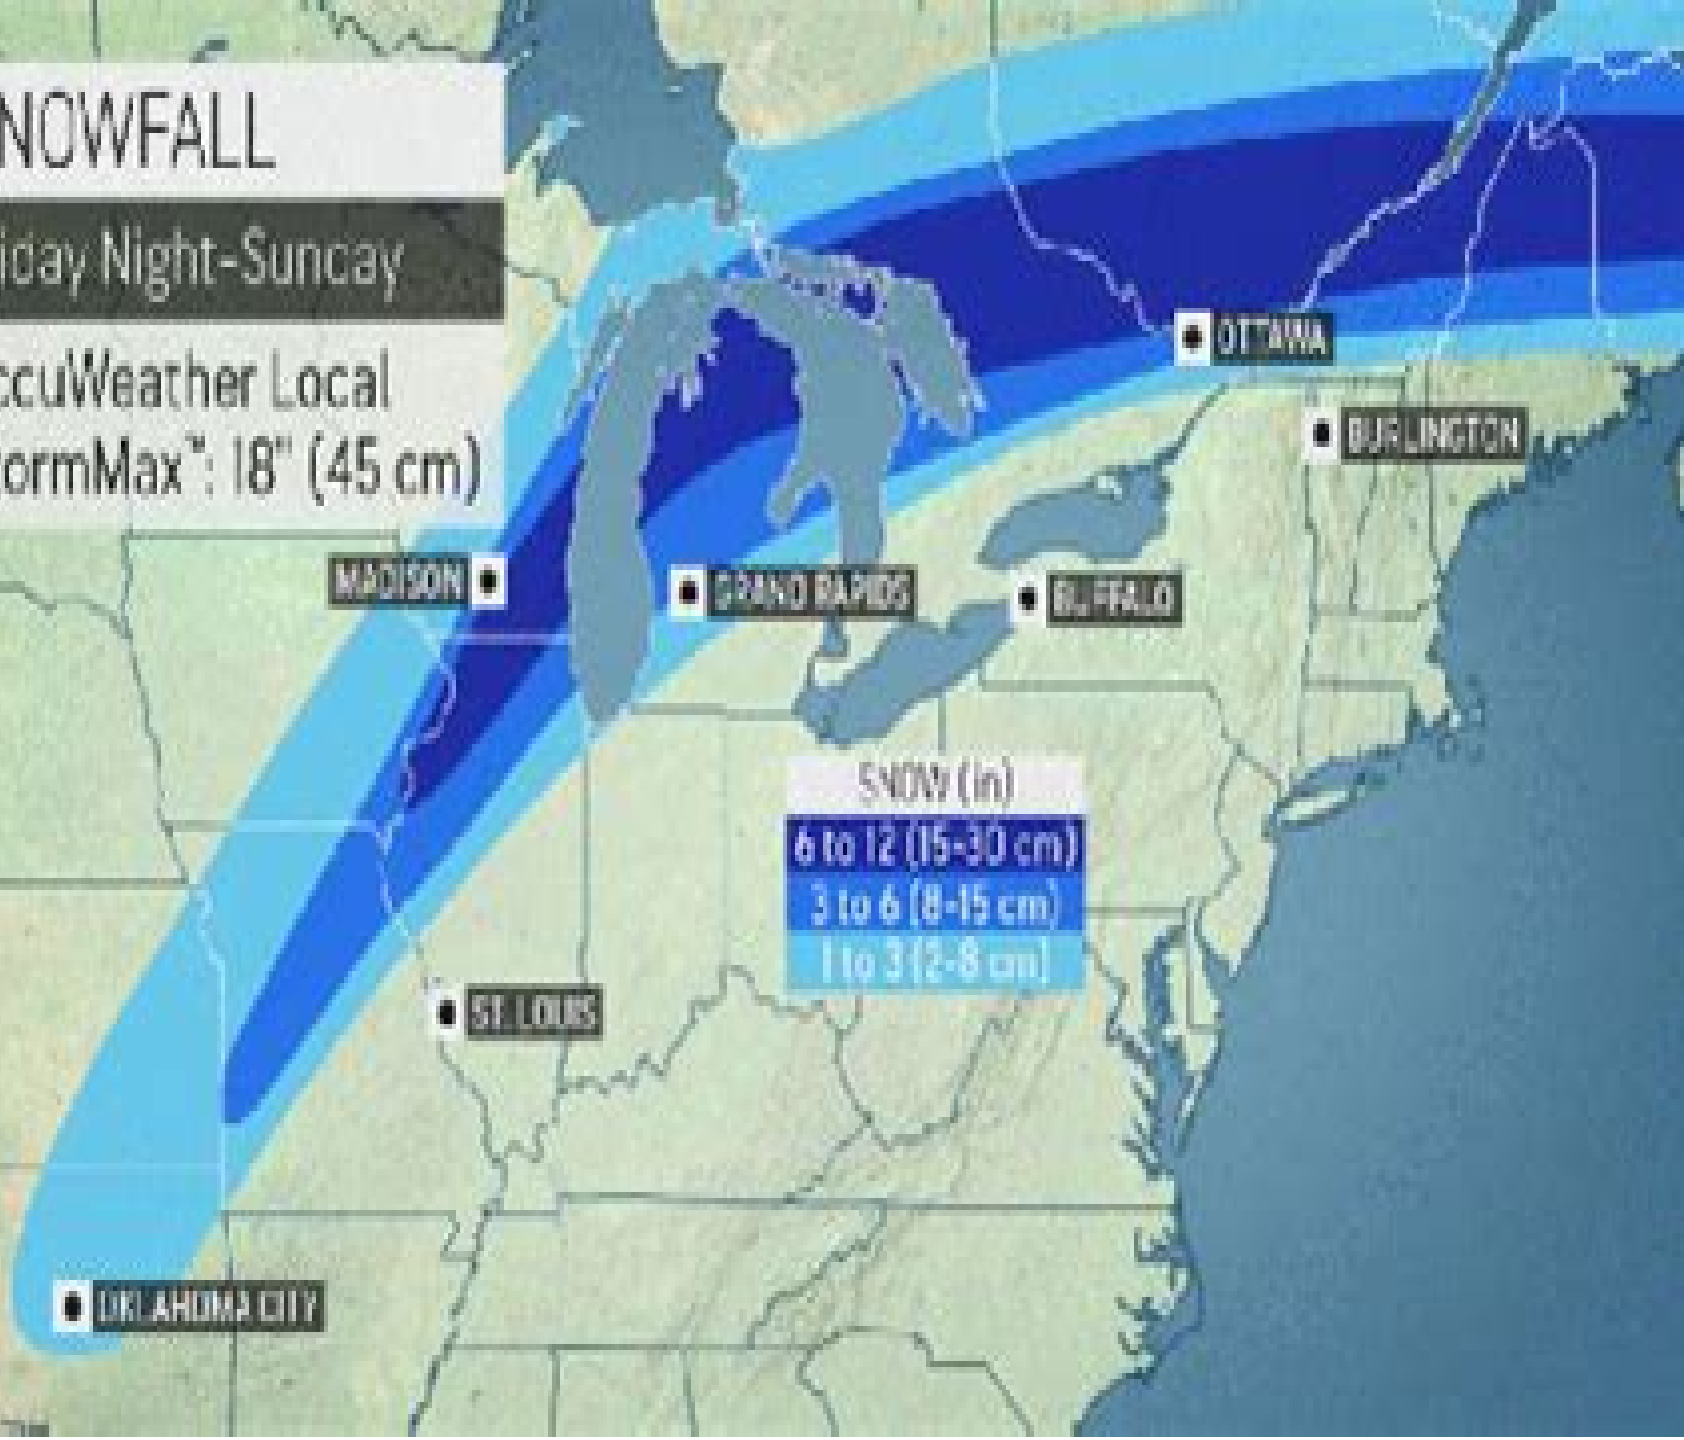 NOWFALL
iday Night-Sunday
ccuWeather Local
tormMax™: 18" (45 cm)
OTTAWA
BURLINGTON
MADISON
GRAND RAPIDS
BUFFALO
SNOW (in)
6 to 12 (15-30 cm)
3 to 6 (8-15 cm)
1 to 3 (2-8 cm)
ST. LOUIS
OKLAHOMA CITY